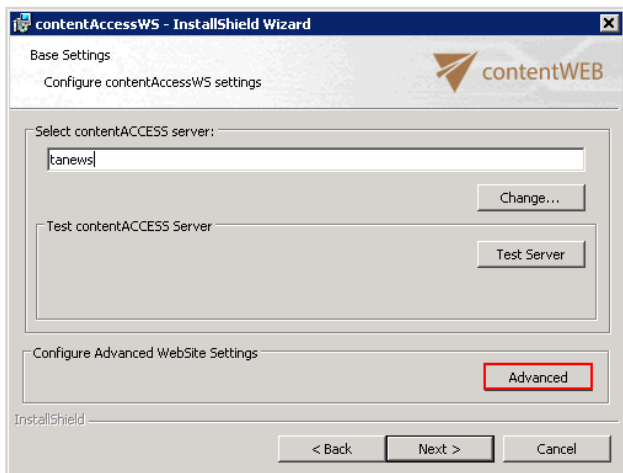 contentAccessWS - InstallShield Wizard
Base Settings
Configure contentAccessWS settings
contentWEB
Select contentACCESS server:
tanews
Change...
Test contentACCESS Server
Test Server
Configure Advanced WebSite Settings
Advanced
InstallShield
< Back
Next >
Cancel